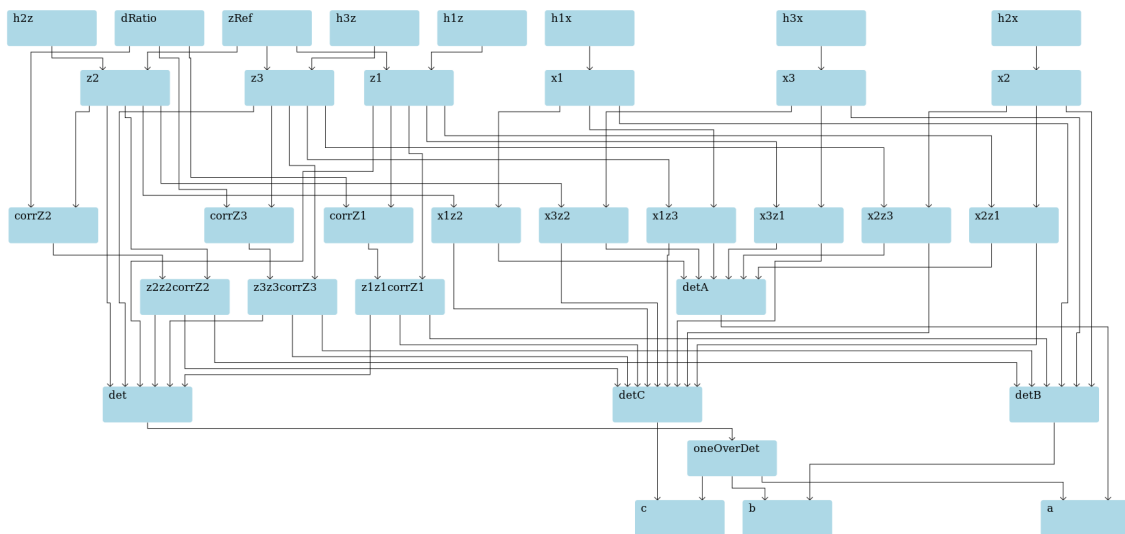 h2z
dRatio
zRef
h3z
h1z
h1x
h3x
h2x
z2
z3
z1
x1
x3
x2
corrZ2
corrZ3
corrZ1
x1z2
x3z2
x1z3
x3z1
x2z3
x2z1
z2z2corrZ2
z3z3corrZ3
z1z1corrZ1
detA
det
detC
detB
oneOverDet
c
b
a